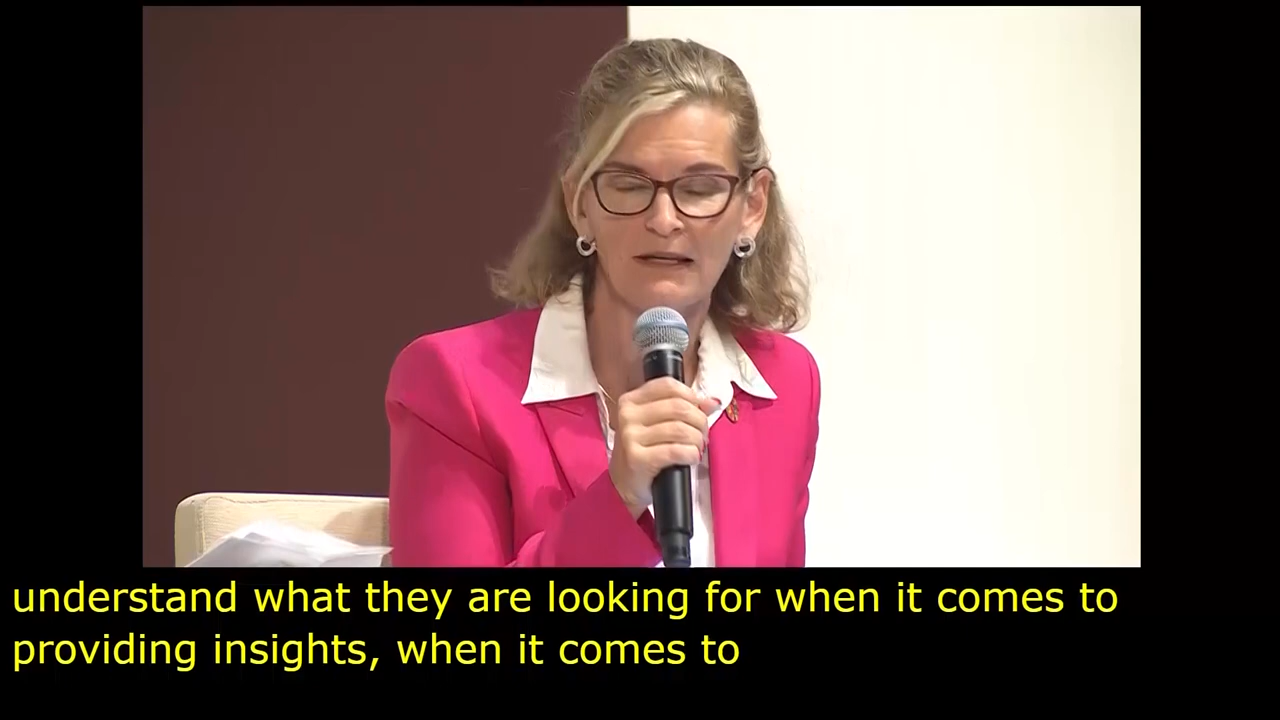 understand what they are looking for when it comes to
providing insights, when it comes to